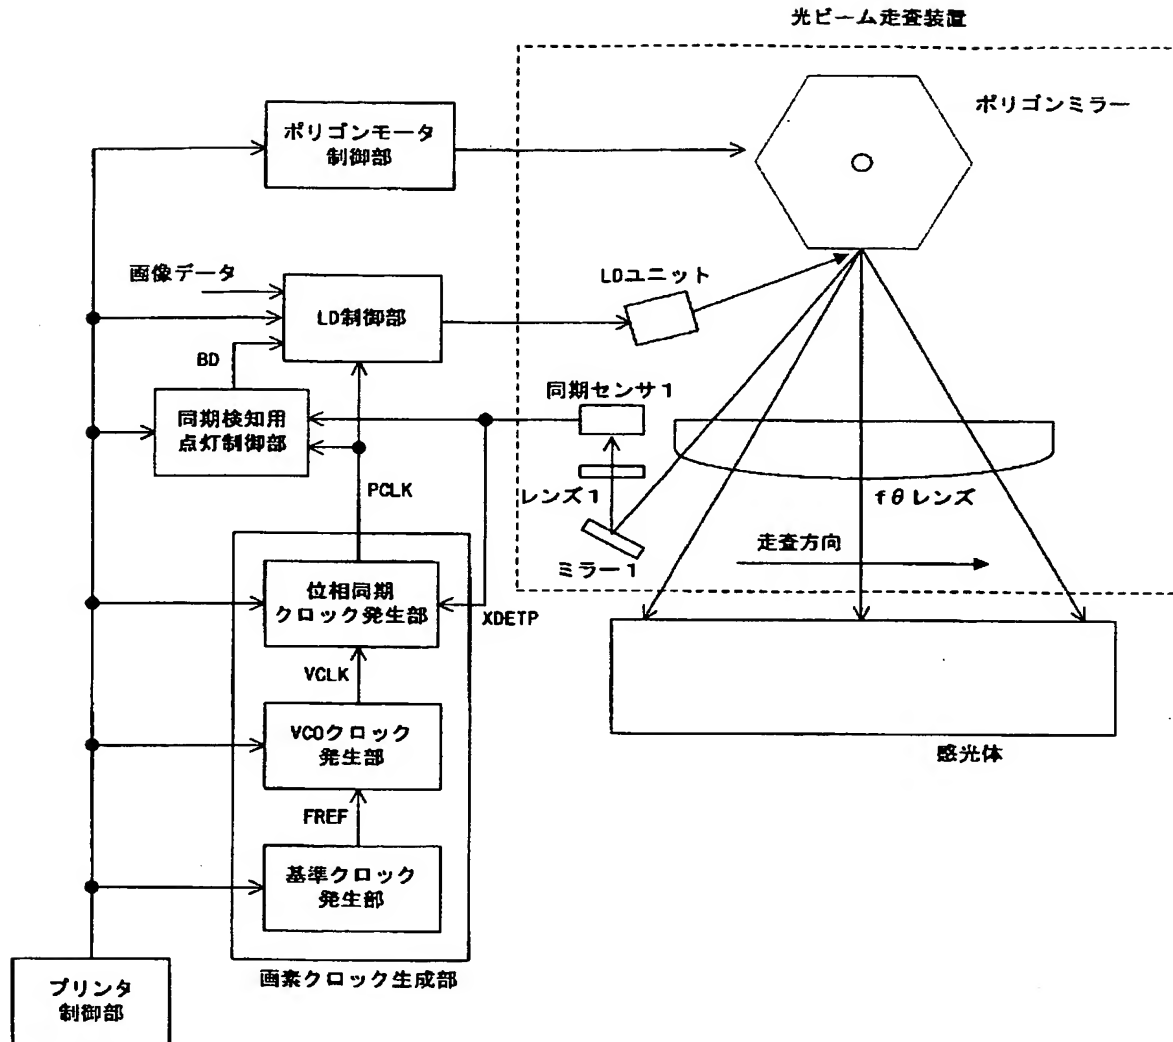 光ビーム走査装置
ポリゴンミラー
ポリゴンモータ
制御部
画像データ
LD制御部
LDユニット
BD
同期センサ1
同期検知用
点灯制御部
レンズ1
fθレンズ
PCLK
走査方向
ミラー1
位相同期
クロック発生部
XDETP
VCLK
VCOクロック
発生部
感光体
FREF
基準クロック
発生部
画素クロック生成部
プリンタ
制御部